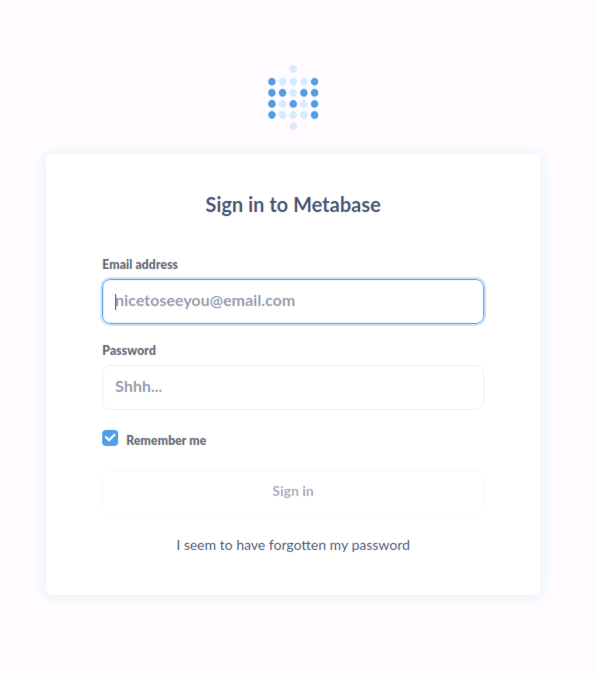 Sign in to Metabase
Email address
nicetoseeyou@email.com
Password
Shhh...
Remember me
Sign in
I seem to have forgotten my password